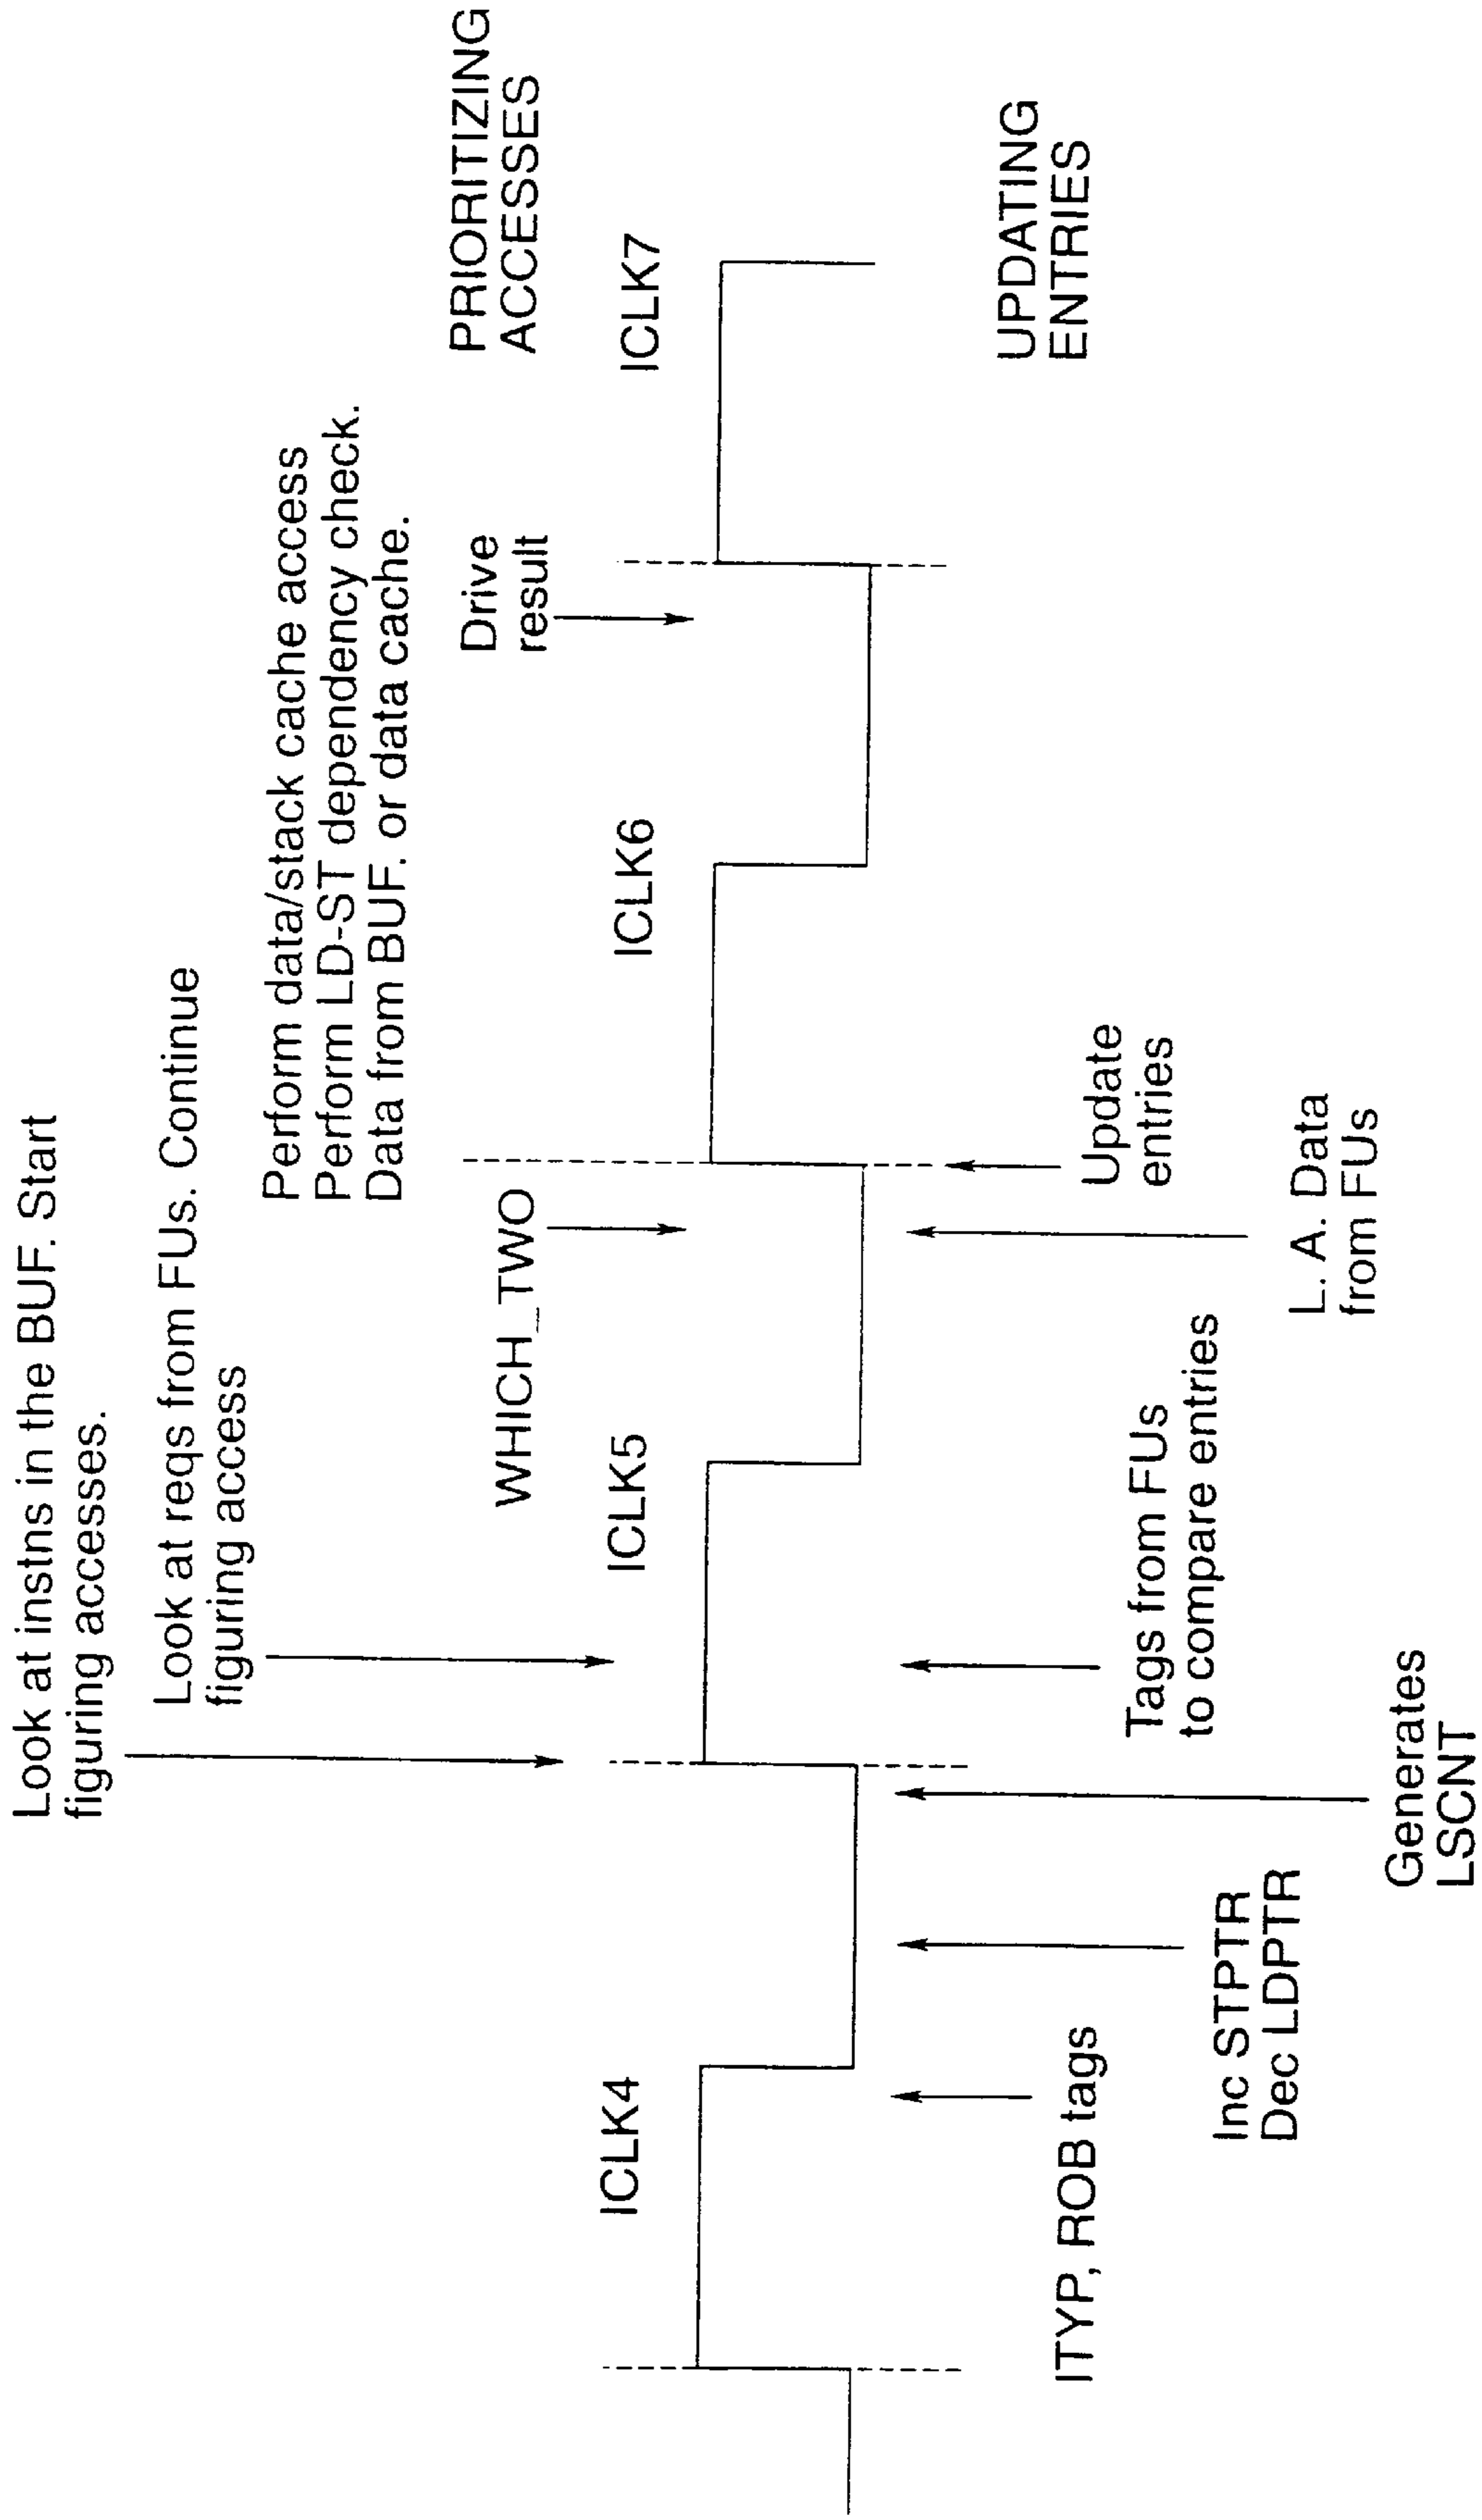 Look at instns in the BUF. Start
figuring accesses.
Look at reqs from FUs. Continue
figuring access
Perform data/stack cache access
Perform LD-ST dependency check.
Data from BUF. or data cache.
WHICH_TWO
Drive
result
PRIORITIZING
ACCESSES
ICLK4
ICLK5
ICLK6
ICLK7
ITYP, ROB tags
Inc STPTR
Dec LDPTR
Generates
LSCNT
Tags from FUs
to compare entries
L. A. Data
from FUs
Update
entries
UPDATING
ENTRIES